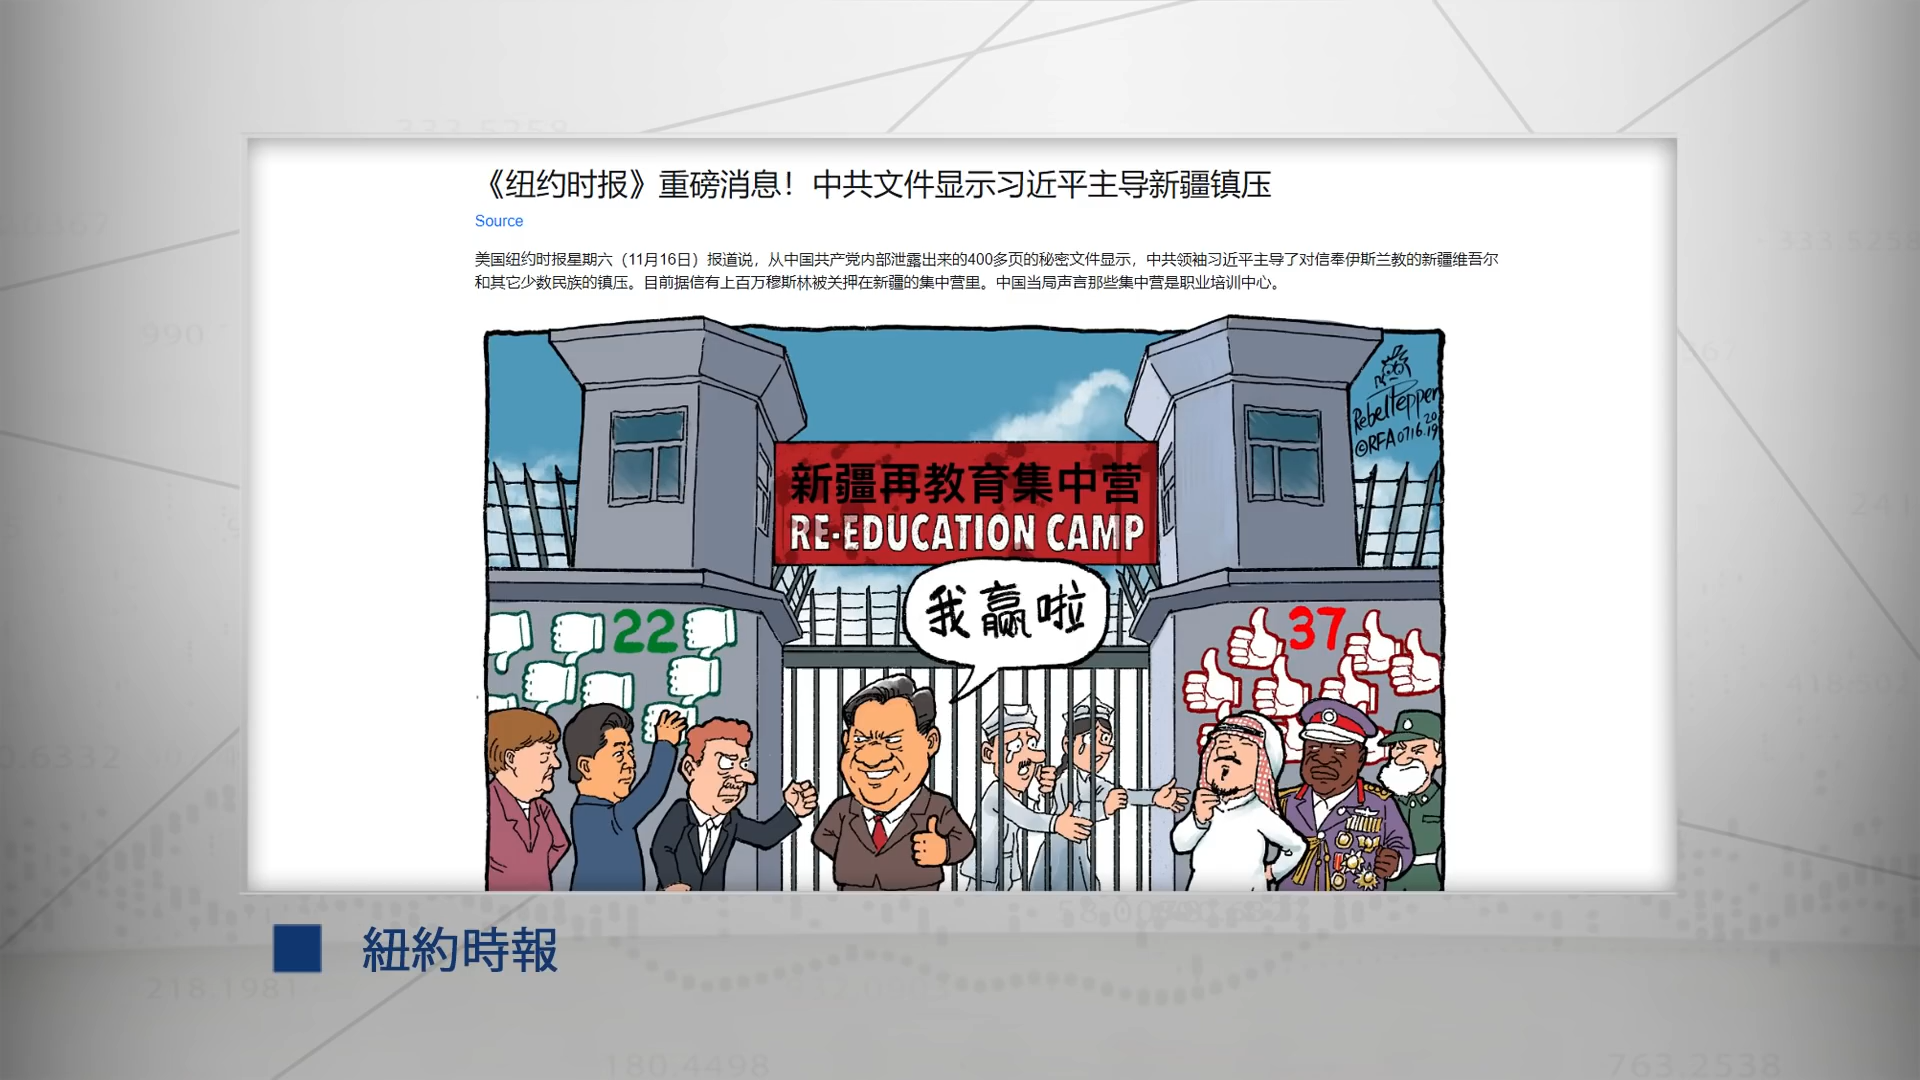 《纽约时报》重磅消息！中共文件显示习近平主导新疆镇压
Source
美国纽约时报星期六（11月16日）报道说，从中国共产党内部泄露出来的400多页的秘密文件显示，中共领袖习近平主导了对信奉伊斯兰教的新疆维吾尔
和其它少数民族的镇压。目前据信有上百万穆斯林被关押在新疆的集中营里。中国当局声言那些集中营是职业培训中心。
RebelPepper
©RFA 07.16.2019
新疆再教育集中营
RE-EDUCATION CAMP
我赢啦
22
37
紐約時報
218.1981
180.4498
763.2538